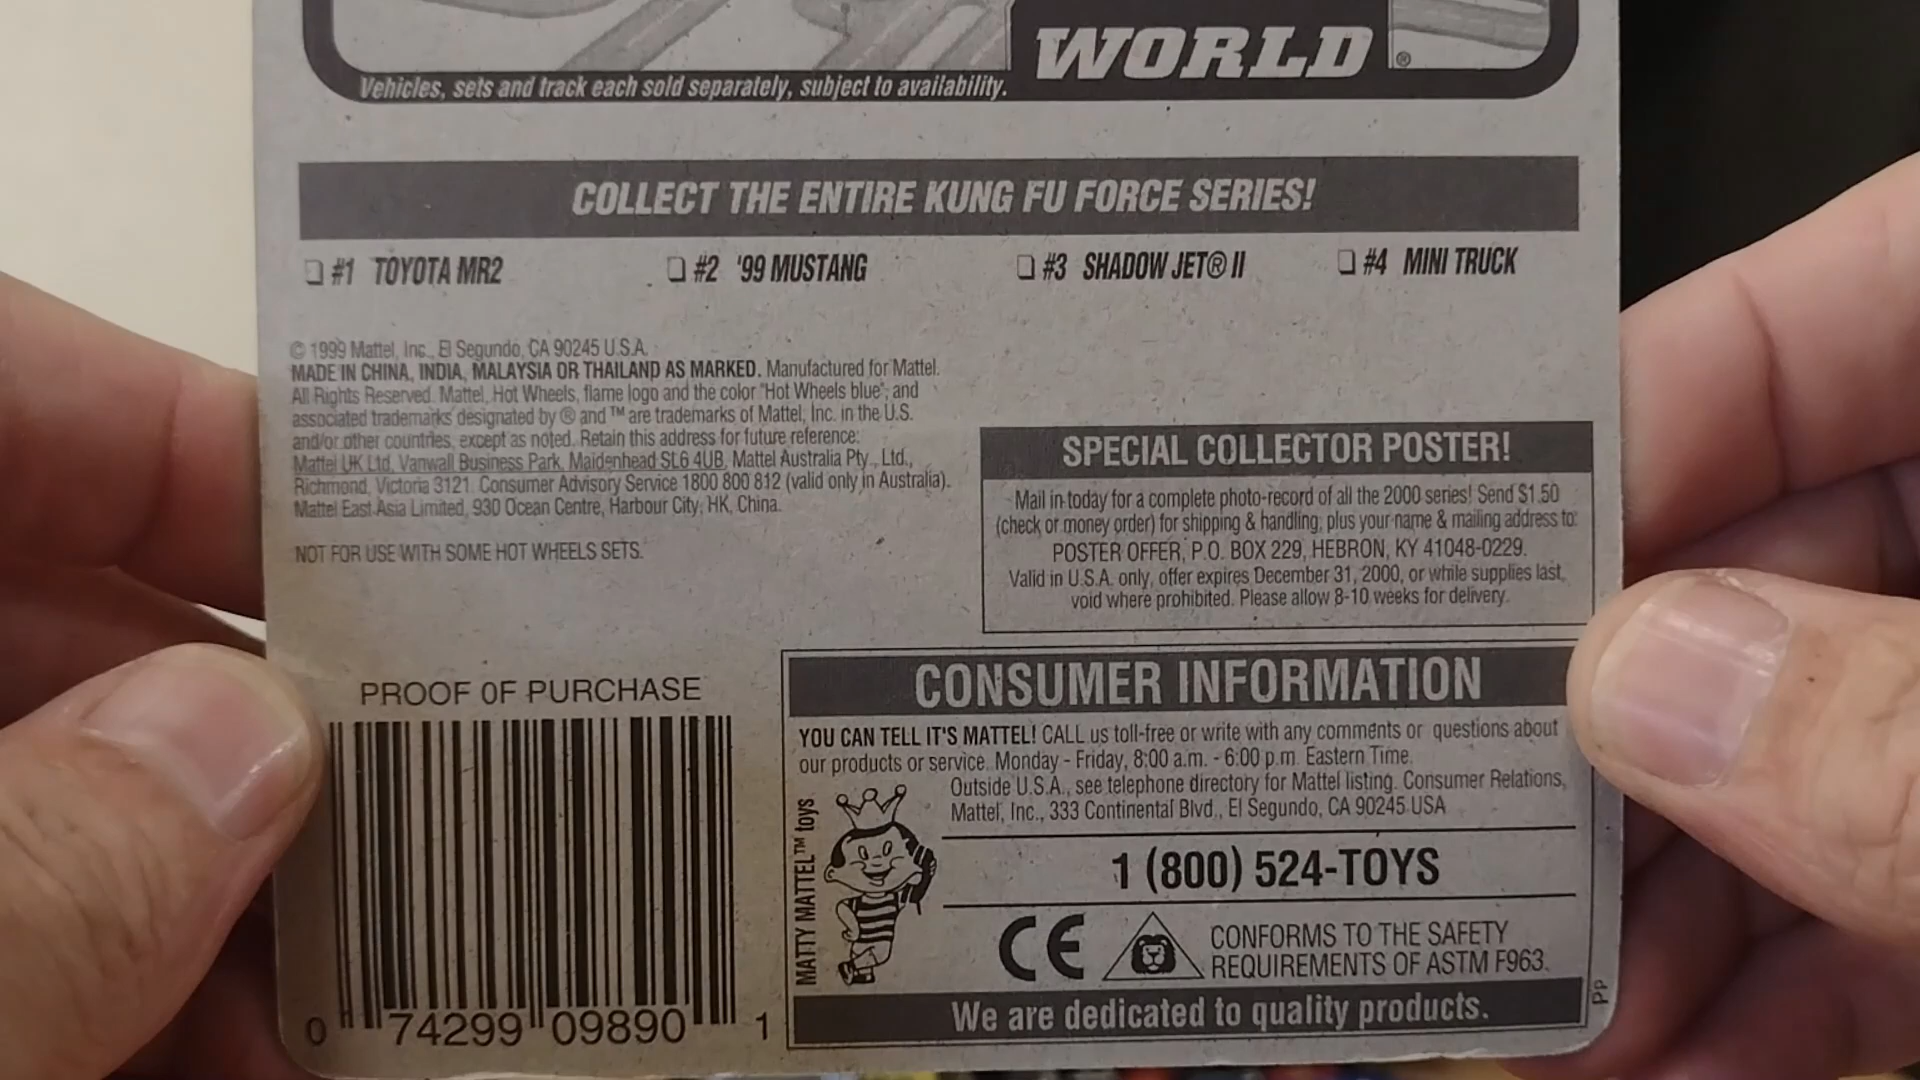 WORLD
®
Vehicles, sets and track each sold separately, subject to availability.
COLLECT THE ENTIRE KUNG FU FORCE SERIES!
#1 TOYOTA MR2
#2 '99 MUSTANG
#3 SHADOW JET® II
#4 MINI TRUCK
© 1999 Mattel, Inc., El Segundo, CA 90245 U.S.A.
MADE IN CHINA, INDIA, MALAYSIA OR THAILAND AS MARKED. Manufactured for Mattel.
All Rights Reserved. Mattel, Hot Wheels, flame logo and the color "Hot Wheels blue", and
associated trademarks designated by ® and ™ are trademarks of Mattel, Inc. in the U.S.
and/or other countries, except as noted. Retain this address for future reference:
Mattel UK Ltd, Vanwall Business Park, Maidenhead SL6 4UB, Mattel Australia Pty., Ltd.,
Richmond, Victoria 3121. Consumer Advisory Service 1800 800 812 (valid only in Australia).
Mattel East Asia Limited, 930 Ocean Centre, Harbour City, HK, China.
NOT FOR USE WITH SOME HOT WHEELS SETS.
SPECIAL COLLECTOR POSTER!
Mail in today for a complete photo-record of all the 2000 series! Send $1.50
(check or money order) for shipping & handling, plus your name & mailing address to:
POSTER OFFER, P.O. BOX 229, HEBRON, KY 41048-0229.
Valid in U.S.A. only, offer expires December 31, 2000, or while supplies last,
void where prohibited. Please allow 8-10 weeks for delivery.
PROOF OF PURCHASE
0 74299 09890 1
CONSUMER INFORMATION
YOU CAN TELL IT'S MATTEL! CALL us toll-free or write with any comments or questions about
our products or service. Monday - Friday, 8:00 a.m. - 6:00 p.m. Eastern Time.
Outside U.S.A., see telephone directory for Mattel listing. Consumer Relations,
Mattel, Inc., 333 Continental Blvd., El Segundo, CA 90245 USA
MATTY MATTEL™ toys
1 (800) 524-TOYS
CE
CONFORMS TO THE SAFETY
REQUIREMENTS OF ASTM F963.
We are dedicated to quality products.
PP